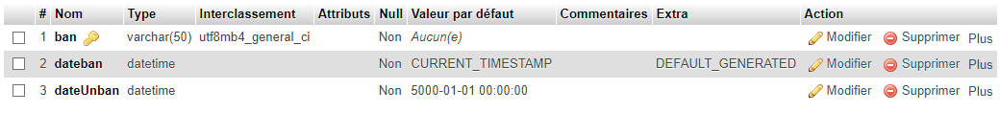 # Nom Type Interclassement Attributs Null Valeur par défaut Commentaires Extra Action
1 ban varchar(50) utf8mb4_general_ci Non Aucun(e) Modifier Supprimer Plus
2 dateban datetime Non CURRENT_TIMESTAMP DEFAULT_GENERATED Modifier Supprimer Plus
3 dateUnban datetime Non 5000-01-01 00:00:00 Modifier Supprimer Plus